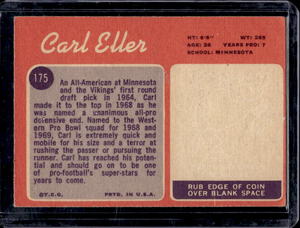 Carl Eller
HT: 6'6" WT: 265
AGE: 28 YEARS PRO: 7
SCHOOL: MINNESOTA
175
An All-American at Minnesota
and the Vikings' first round
draft pick in 1964, Carl
made it to the top in 1968 as he
was named a unanimous all-pro
defensive end. Named to the West-
ern Pro Bowl squad for 1968 and
1969, Carl is extremely quick and
mobile for his size and a terror at
rushing the passer or pursuing the
runner. Carl has reached his poten-
tial and should go on to be one
of pro-football's super-stars for
years to come.
©T.C.G. PRTD. IN U.S.A.
RUB EDGE OF COIN
OVER BLANK SPACE